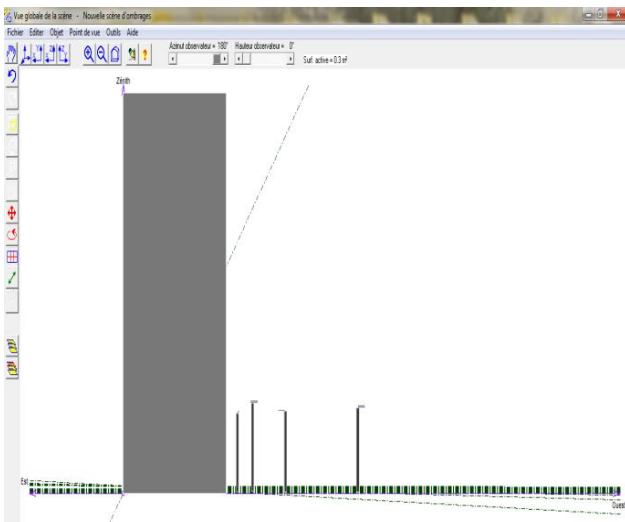 Vue globale de la scène - Nouvelle scène d'ombrages
Fichier Editer Objet Point de vue Outils Aide
Azimut observateur = 180° Hauteur observateur = 0°
Surf. active = 0.3 m²
Zénith
Est
Ouest